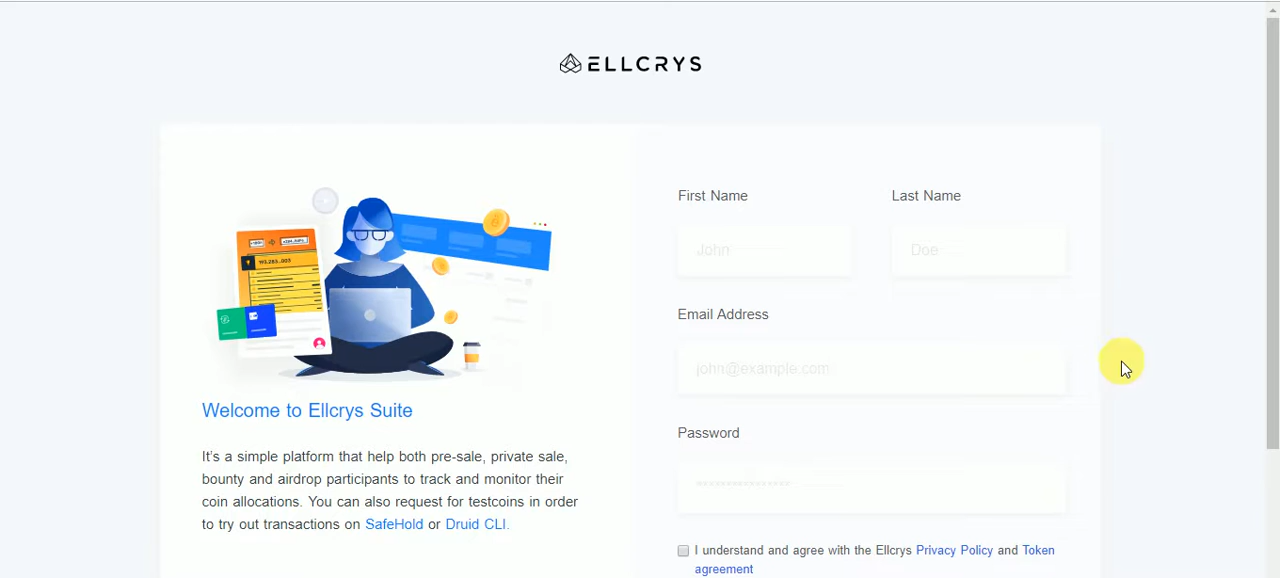 ELLCRYS
First Name
Last Name
John
Doe
Email Address
john@example.com
Password
Welcome to Ellcrys Suite
It's a simple platform that help both pre-sale, private sale,
bounty and airdrop participants to track and monitor their
coin allocations. You can also request for testcoins in order
to try out transactions on SafeHold or Druid CLI.
I understand and agree with the Ellcrys Privacy Policy and Token
agreement